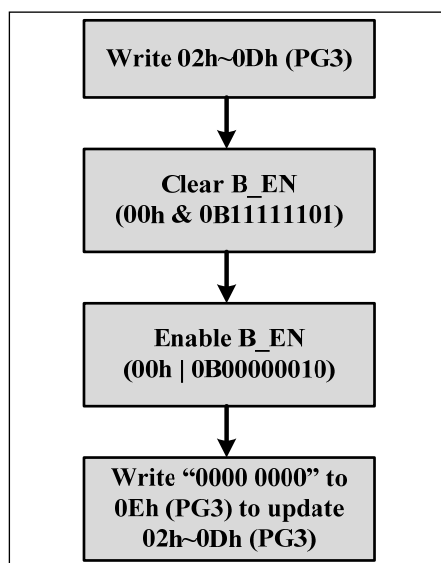 Write 02h~0Dh (PG3)
Clear B_EN
(00h & 0B11111101)
Enable B_EN
(00h | 0B00000010)
Write “0000 0000” to
0Eh (PG3) to update
02h~0Dh (PG3)